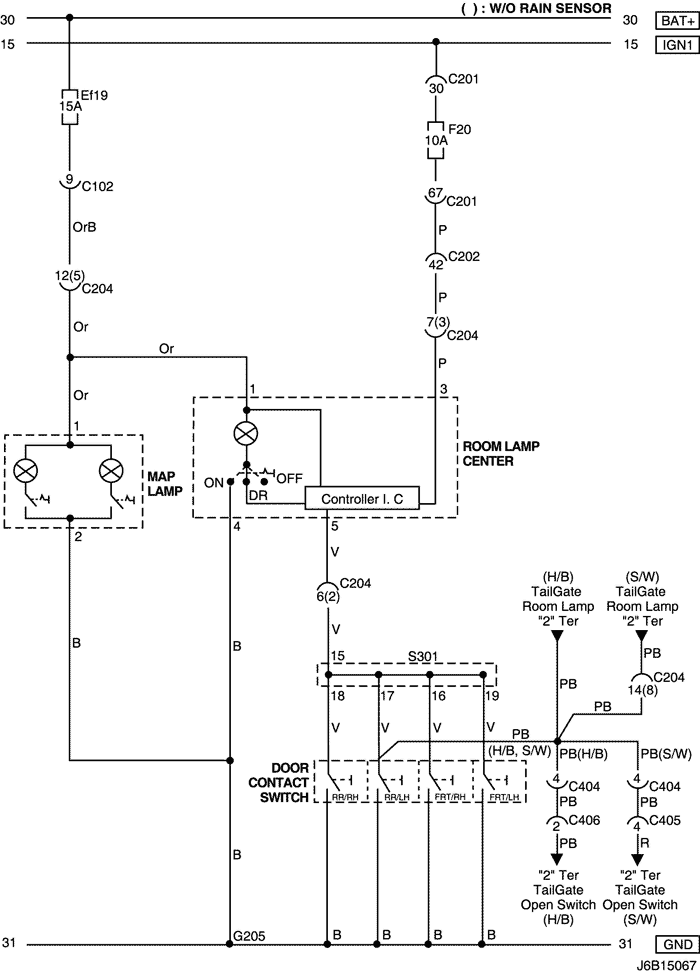 ( ) : W/O RAIN SENSOR
30
30
BAT+
15
15
IGN1
C201
30
Ef19
15A
F20
10A
9
C102
67
C201
OrB
P
C202
42
12(5)
C204
P
Or
7(3)
C204
Or
P
Or
1
3
1
ROOM LAMP
CENTER
MAP
LAMP
ON
OFF
DR
Controller I. C
4
5
2
V
C204
6(2)
V
B
B
(H/B)
TailGate
Room Lamp
"2" Ter
(S/W)
TailGate
Room Lamp
"2" Ter
15
S301
PB
C204
14(8)
PB
PB
18
17
16
19
V
V
V
V
PB
(H/B, S/W)
PB(H/B)
PB(S/W)
DOOR
CONTACT
SWITCH
RR/RH
RR/LH
FRT/RH
FRT/LH
4
C404
4
C404
PB
PB
2
C406
4
C405
PB
R
B
"2" Ter
TailGate
Open Switch
(H/B)
"2" Ter
TailGate
Open Switch
(S/W)
G205
B
B
B
B
31
31
GND
J6B15067